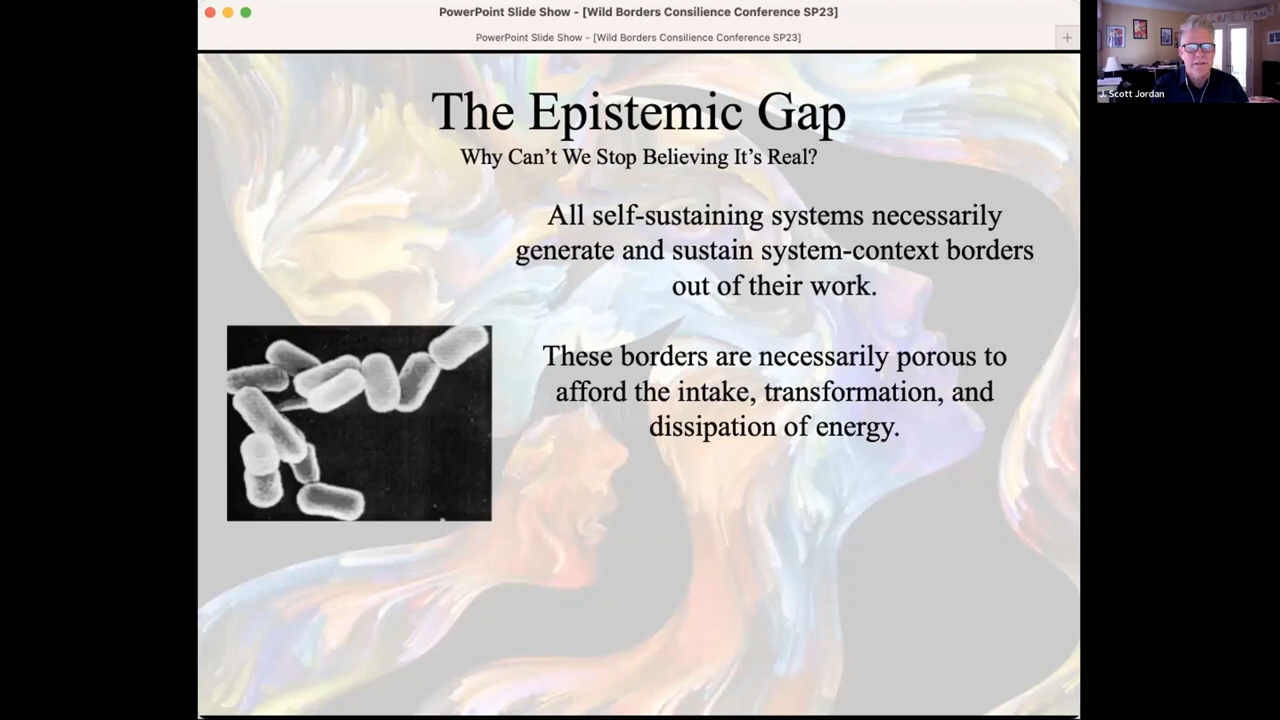 PowerPoint Slide Show - [Wild Borders Consilience Conference SP23]
PowerPoint Slide Show - [Wild Borders Consilience Conference SP23]
+
J. Scott Jordan
The Epistemic Gap
Why Can’t We Stop Believing It’s Real?
All self-sustaining systems necessarily
generate and sustain system-context borders
out of their work.
These borders are necessarily porous to
afford the intake, transformation, and
dissipation of energy.